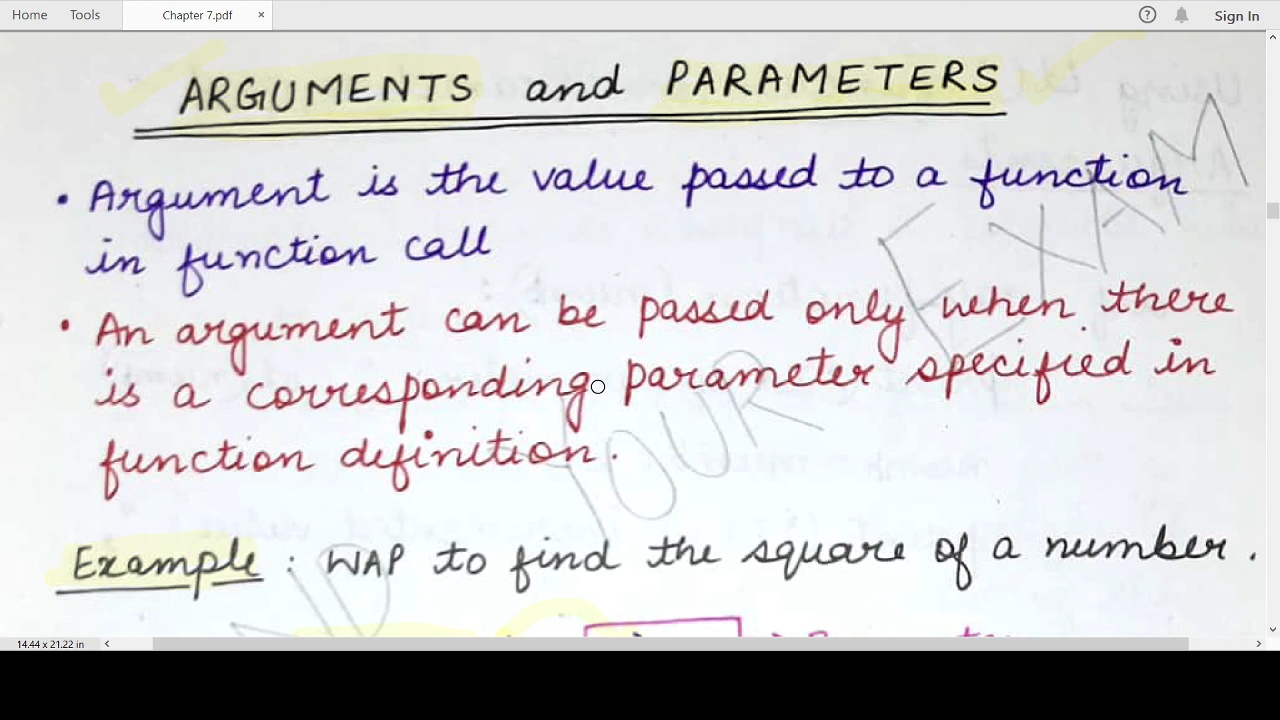 Home Tools Chapter 7.pdf × ? Sign In
ARGUMENTS and PARAMETERS
• Argument is the value passed to a function
in function call
• An argument can be passed only when there
is a corresponding parameter specified in
function definition.
Example : WAP to find the square of a number.
14.44 x 21.22 in
YOUR EXAM